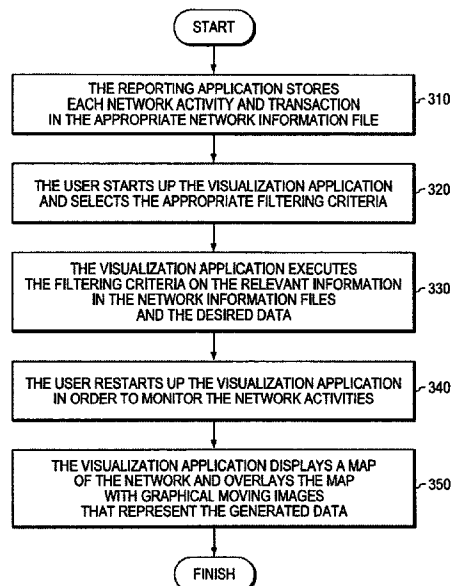 START
THE REPORTING APPLICATION STORES
EACH NETWORK ACTIVITY AND TRANSACTION
IN THE APPROPRIATE NETWORK INFORMATION FILE
310
THE USER STARTS UP THE VISUALIZATION APPLICATION
AND SELECTS THE APPROPRIATE FILTERING CRITERIA
320
THE VISUALIZATION APPLICATION EXECUTES
THE FILTERING CRITERIA ON THE RELEVANT INFORMATION
IN THE NETWORK INFORMATION FILES
AND THE DESIRED DATA
330
THE USER RESTARTS UP THE VISUALIZATION APPLICATION
IN ORDER TO MONITOR THE NETWORK ACTIVITIES
340
THE VISUALIZATION APPLICATION DISPLAYS A MAP
OF THE NETWORK AND OVERLAYS THE MAP
WITH GRAPHICAL MOVING IMAGES
THAT REPRESENT THE GENERATED DATA
350
FINISH